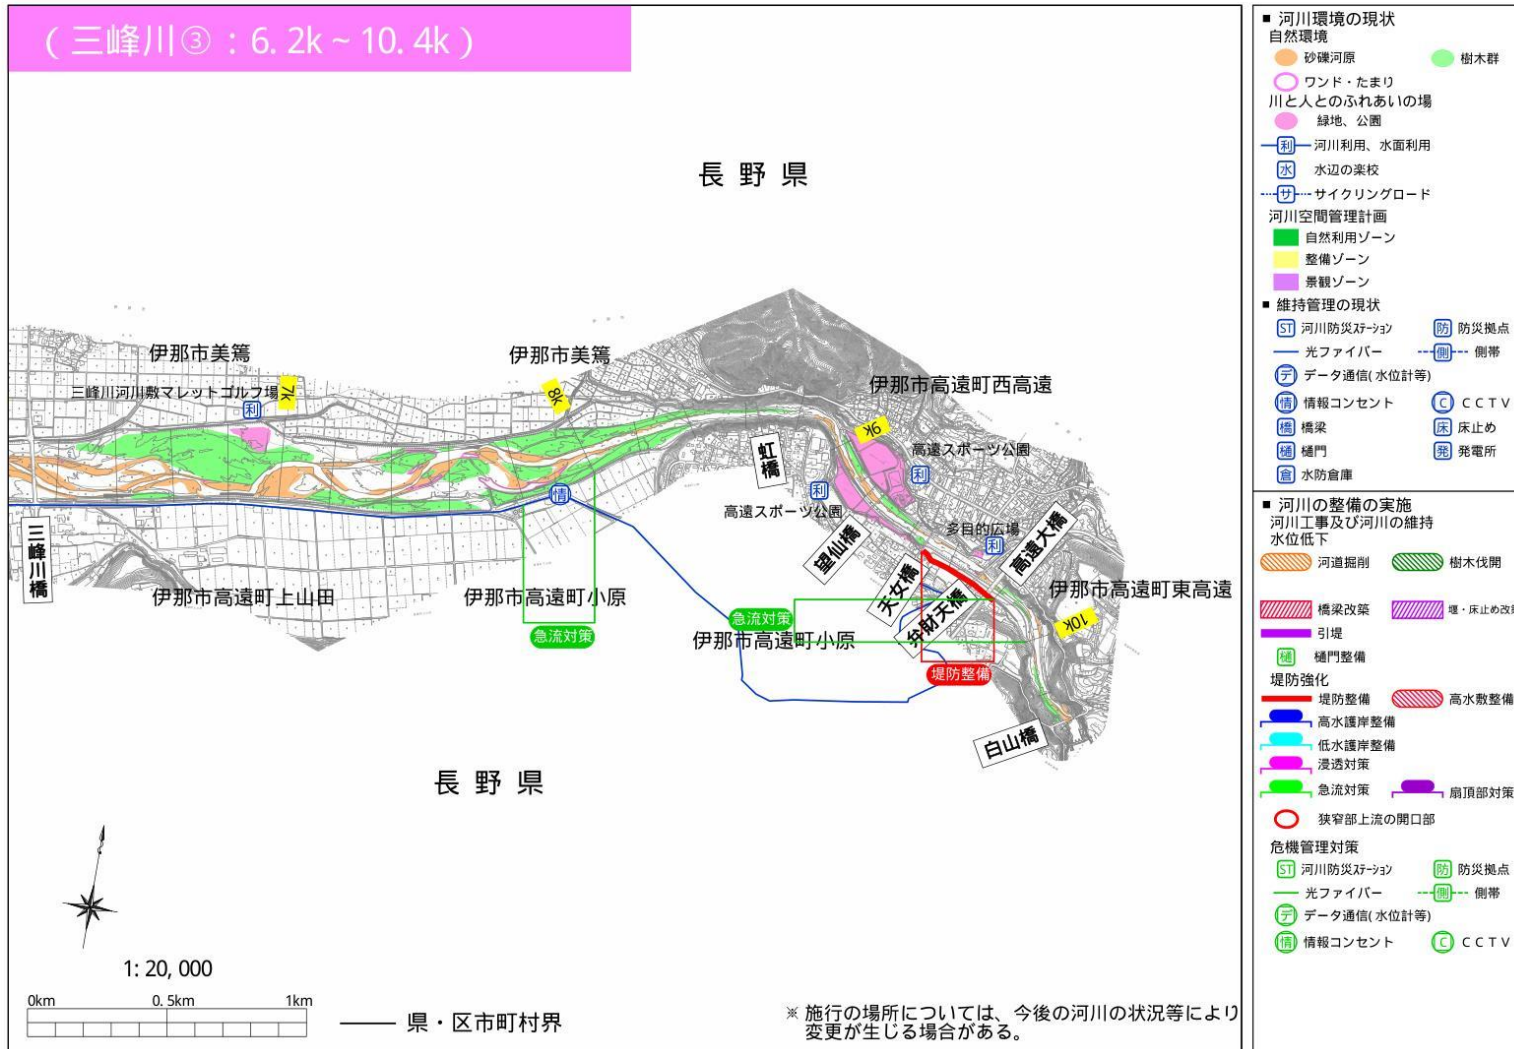 （三峰川③：6.2k～10.4k）
長野県
伊那市美篶
伊那市美篶
三峰川河川敷マレットゴルフ場
利
7k
8k
伊那市高遠町西高遠
9k
高遠スポーツ公園
利
虹橋
利
高遠スポーツ公園
情
多目的広場
利
三峰川橋
望仙橋
高遠大橋
天女橋
弁財天橋
伊那市高遠町東高遠
10k
伊那市高遠町上山田
伊那市高遠町小原
急流対策
急流対策
伊那市高遠町小原
堤防整備
白山橋
長野県
1:20,000
0km 0.5km 1km
県・区市町村界
※ 施行の場所については、今後の河川の状況等により
変更が生じる場合がある。
■ 河川環境の現状
自然環境
砂礫河原 樹木群
ワンド・たまり
川と人とのふれあいの場
緑地、公園
利 河川利用、水面利用
水 水辺の楽校
サ サイクリングロード
河川空間管理計画
自然利用ゾーン
整備ゾーン
景観ゾーン
■ 維持管理の現状
ST 河川防災ステーション 防 防災拠点
光ファイバー 側 側帯
デ データ通信(水位計等)
情 情報コンセント C CCTV
橋 橋梁 床 床止め
樋 樋門 発 発電所
倉 水防倉庫
■ 河川の整備の実施
河川工事及び河川の維持
水位低下
河道掘削 樹木伐開
橋梁改築 堰・床止め改築
引堤
樋 樋門整備
堤防強化
堤防整備 高水敷整備
高水護岸整備
低水護岸整備
浸透対策
急流対策 扇頂部対策
狭窄部上流の開口部
危機管理対策
ST 河川防災ステーション 防 防災拠点
光ファイバー 側 側帯
デ データ通信(水位計等)
情 情報コンセント C CCTV